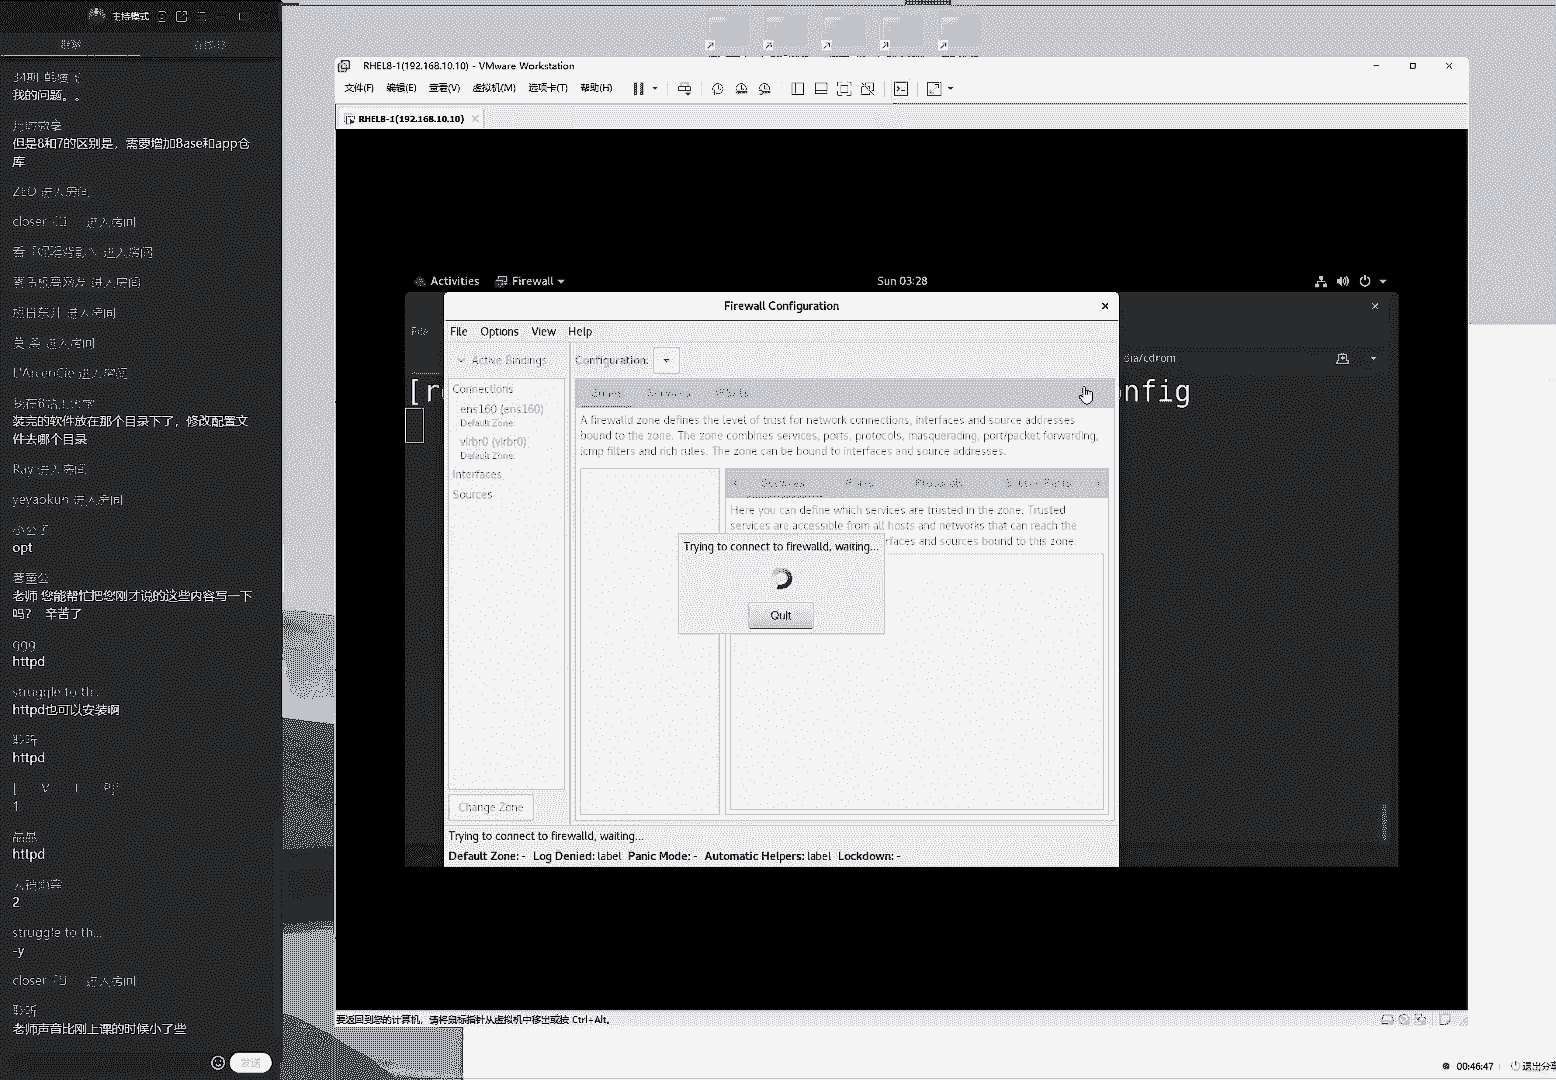 主持模式
我的问题。。
但是8和7的区别是，需要增加Base和app仓
库
ZED 进入房间
进入房间
进入房间
进入房间
进入房间
进入房间
进入房间
装完的软件放在那个目录下了，修改配置文
件去哪个目录
Ray 进入房间
yeyaokun 进入房间
小公子
opt
老师 您能帮忙把您刚才说的这些内容写一下
吗？ 辛苦了
ggg
httpd
struggle to th...
httpd也可以安装啊
httpd
1
httpd
2
struggle to th...
-y
进入房间
老师声音比刚上课的时候小了些
发送
RHEL8-1(192.168.10.10) - VMware Workstation
文件(F) 编辑(E) 查看(V) 虚拟机(M) 选项卡(T) 帮助(H)
RHEL8-1(192.168.10.10)
Activities Firewall Sun 03:28
Firewall Configuration
File
File Options View Help
dia/cdrom
Active Bindings Configuration:
[r
nfig
Connections
ens160 (ens160)
Default Zone:
virbr0 (virbr0)
Default Zone:
Interfaces
Sources
Zones Services IPSets
A firewalld zone defines the level of trust for network connections, interfaces and source addresses
bound to the zone. The zone combines services, ports, protocols, masquerading, port/packet forwarding,
icmp filters and rich rules. The zone can be bound to interfaces and source addresses.
Services Ports Protocols Source Ports
Here you can define which services are trusted in the zone. Trusted
services are accessible from all hosts and networks that can reach the
rfaces and sources bound to this zone.
Trying to connect to firewalld, waiting...
Quit
Change Zone
Trying to connect to firewalld, waiting...
Default Zone: - Log Denied: label Panic Mode: - Automatic Helpers: label Lockdown: -
要返回到您的计算机，请将鼠标指针从虚拟机中移出或按 Ctrl+Alt。
00:46:47 退出分享